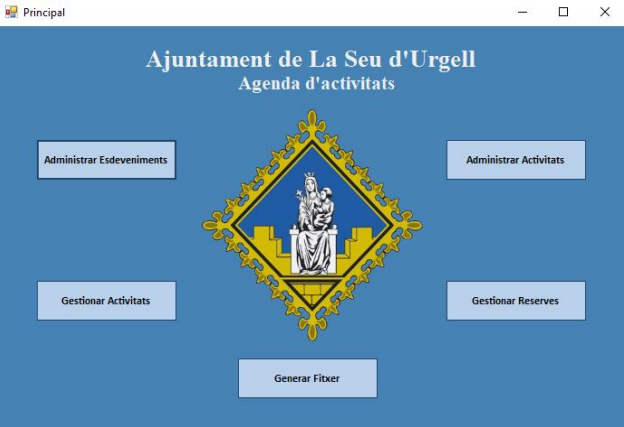 Principal
Ajuntament de La Seu d'Urgell
Agenda d'activitats
Administrar Esdeveniments
Administrar Activitats
Gestionar Activitats
Gestionar Reserves
Generar Fitxer